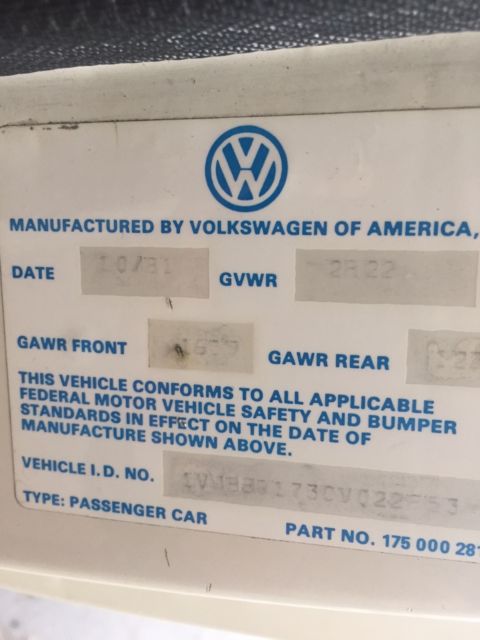 MANUFACTURED BY VOLKSWAGEN OF AMERICA,
DATE 10/81 GVWR
GAWR FRONT GAWR REAR
THIS VEHICLE CONFORMS TO ALL APPLICABLE
FEDERAL MOTOR VEHICLE SAFETY AND BUMPER
STANDARDS IN EFFECT ON THE DATE OF
MANUFACTURE SHOWN ABOVE.
VEHICLE I.D. NO.
TYPE: PASSENGER CAR
PART NO. 175 000 281